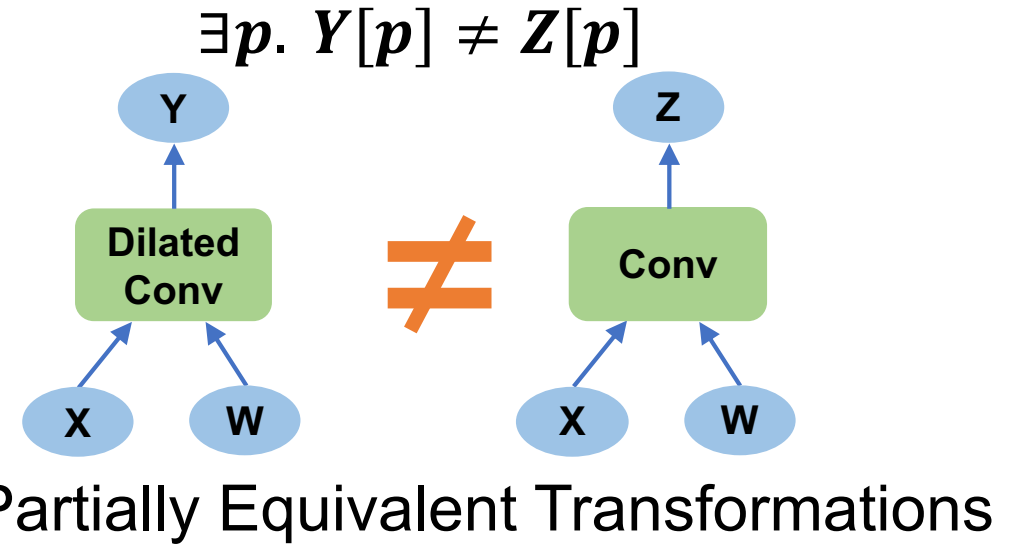 ∃p. Y[p] ≠ Z[p]
Y
Z
Dilated
Conv
≠
Conv
X
W
X
W
Partially Equivalent Transformations